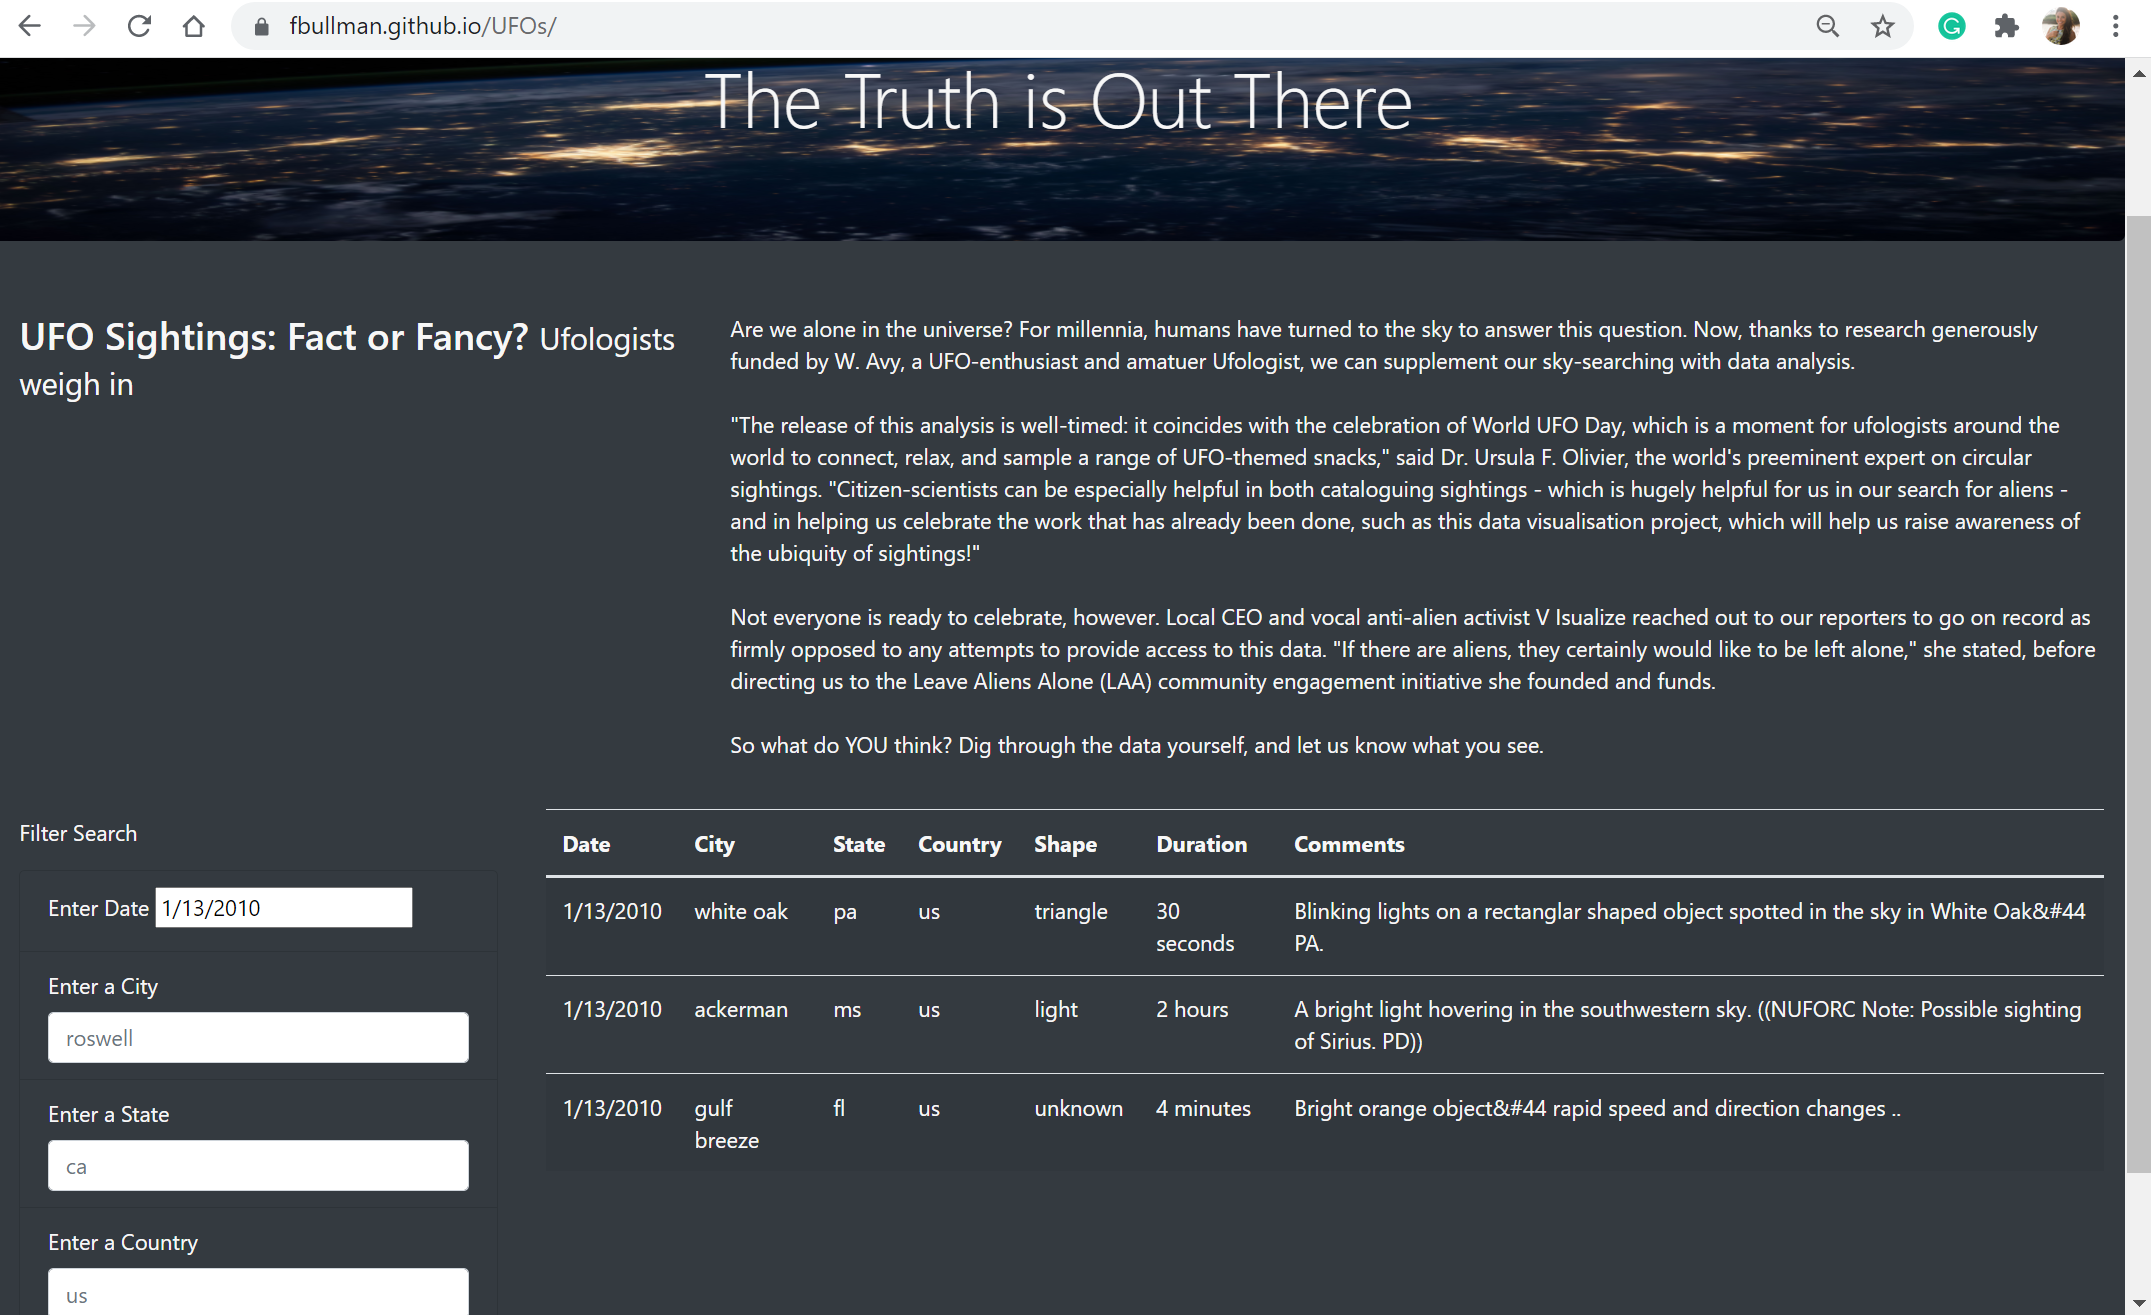 fbullman.github.io/UFOs/
The Truth is Out There
UFO Sightings: Fact or Fancy? Ufologists
weigh in
Are we alone in the universe? For millennia, humans have turned to the sky to answer this question. Now, thanks to research generously
funded by W. Avy, a UFO-enthusiast and amatuer Ufologist, we can supplement our sky-searching with data analysis.
"The release of this analysis is well-timed: it coincides with the celebration of World UFO Day, which is a moment for ufologists around the
world to connect, relax, and sample a range of UFO-themed snacks," said Dr. Ursula F. Olivier, the world's preeminent expert on circular
sightings. "Citizen-scientists can be especially helpful in both cataloguing sightings - which is hugely helpful for us in our search for aliens -
and in helping us celebrate the work that has already been done, such as this data visualisation project, which will help us raise awareness of
the ubiquity of sightings!"
Not everyone is ready to celebrate, however. Local CEO and vocal anti-alien activist V Isualize reached out to our reporters to go on record as
firmly opposed to any attempts to provide access to this data. "If there are aliens, they certainly would like to be left alone," she stated, before
directing us to the Leave Aliens Alone (LAA) community engagement initiative she founded and funds.
So what do YOU think? Dig through the data yourself, and let us know what you see.
Filter Search
Enter Date 1/13/2010
Enter a City
roswell
Enter a State
ca
Enter a Country
us
Date City State Country Shape Duration Comments
1/13/2010 white oak pa us triangle 30 Blinking lights on a rectanglar shaped object spotted in the sky in White Oak&#44
seconds PA.
1/13/2010 ackerman ms us light 2 hours A bright light hovering in the southwestern sky. ((NUFORC Note: Possible sighting
of Sirius. PD))
1/13/2010 gulf fl us unknown 4 minutes Bright orange object&#44 rapid speed and direction changes ..
breeze